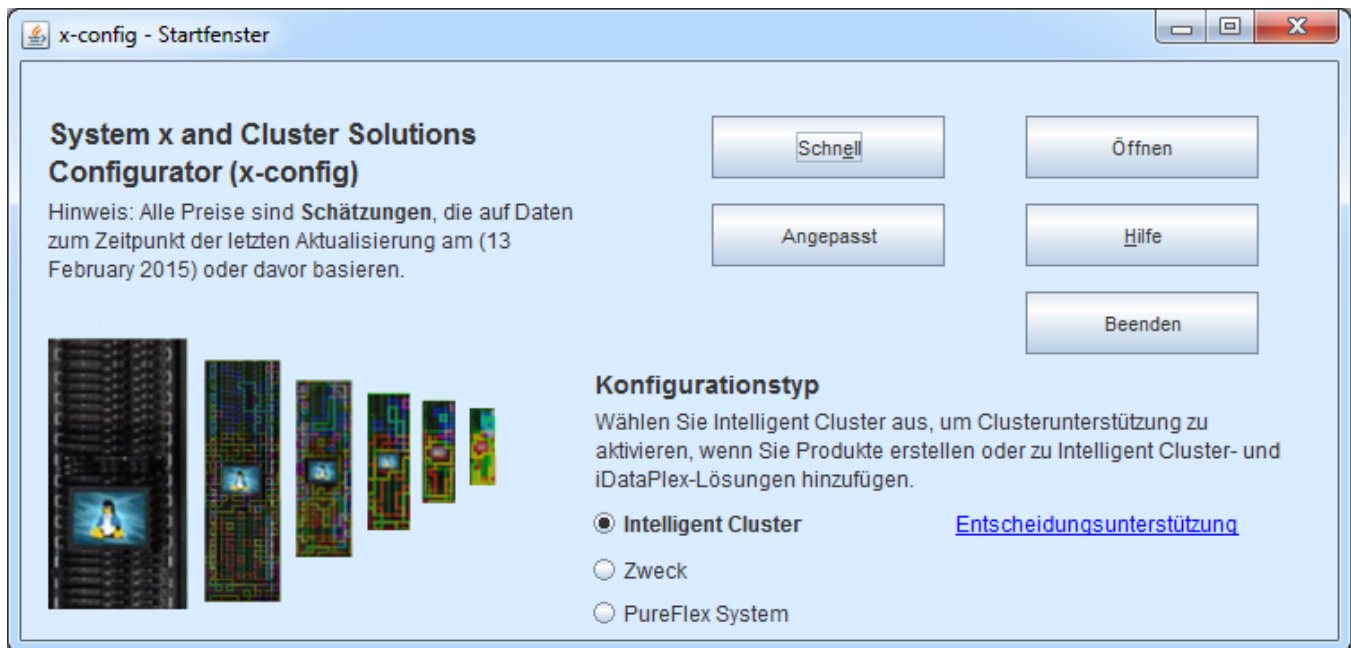 x-config - Startfenster
System x and Cluster Solutions
Configurator (x-config)
Hinweis: Alle Preise sind Schätzungen, die auf Daten
zum Zeitpunkt der letzten Aktualisierung am (13
February 2015) oder davor basieren.
Schnell
Öffnen
Angepasst
Hilfe
Beenden
Konfigurationstyp
Wählen Sie Intelligent Cluster aus, um Clusterunterstützung zu
aktivieren, wenn Sie Produkte erstellen oder zu Intelligent Cluster- und
iDataPlex-Lösungen hinzufügen.
Intelligent Cluster
Entscheidungsunterstützung
Zweck
PureFlex System